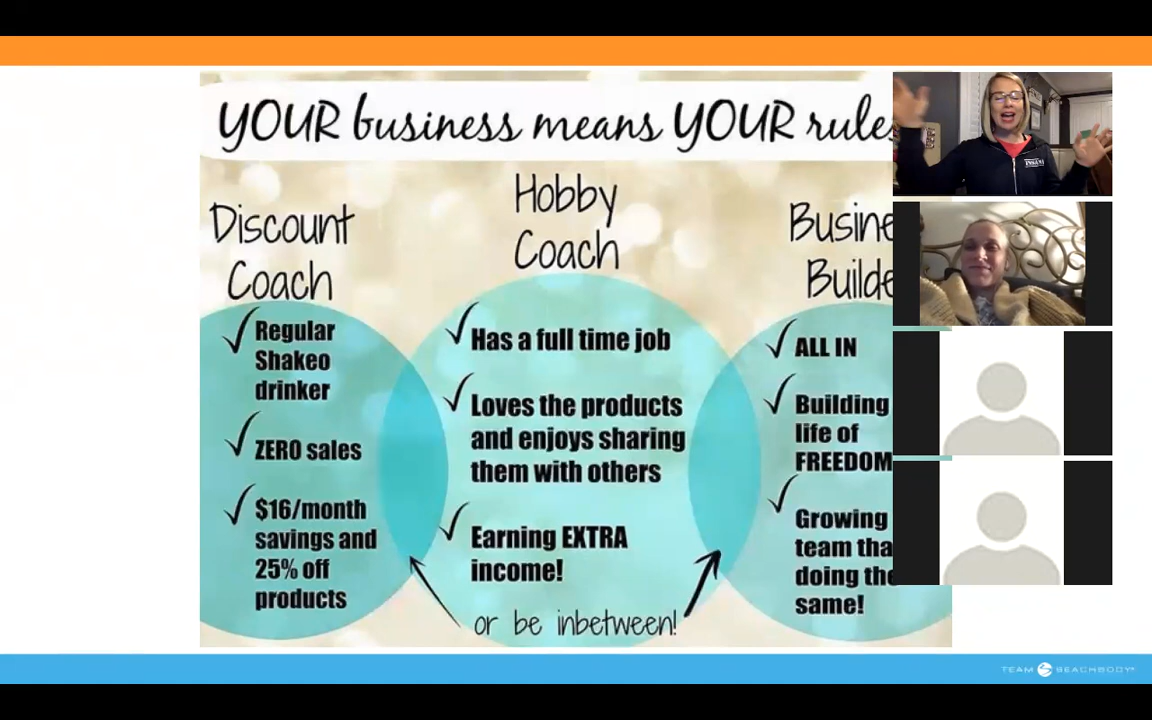 YOUR business means YOUR rules
Discount
Coach
Regular
Shakeo
drinker
ZERO sales
$16/month
savings and
25% off
products
Hobby
Coach
Has a full time job
Loves the products
and enjoys sharing
them with others
Earning EXTRA
income!
or be inbetween!
Busine
Builde
ALL IN
Building
life of
FREEDOM
Growing
team tha
doing the
same!
TEAM BEACHBODY